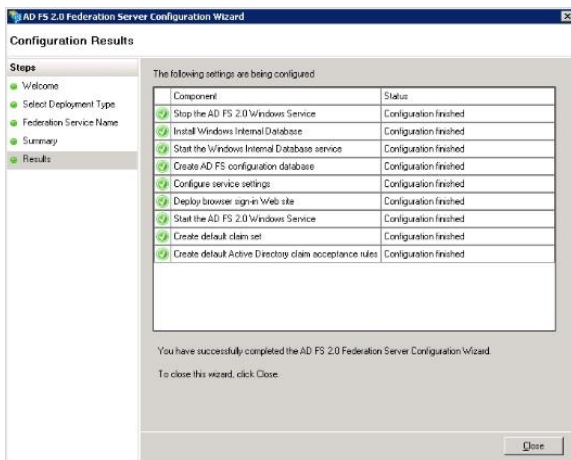 AD FS 2.0 Federation Server Configuration Wizard
Configuration Results
Steps
Welcome
Select Deployment Type
Federation Service Name
Summary
Results
The following settings are being configured
Component Status
Stop the AD FS 2.0 Windows Service Configuration finished
Install Windows Internal Database Configuration finished
Start the Windows Internal Database service Configuration finished
Create AD FS configuration database Configuration finished
Configure service settings Configuration finished
Deploy browser sign-in Web site Configuration finished
Start the AD FS 2.0 Windows Service Configuration finished
Create default claim set Configuration finished
Create default Active Directory claim acceptance rules Configuration finished
You have successfully completed the AD FS 2.0 Federation Server Configuration Wizard.
To close this wizard, click Close.
Close